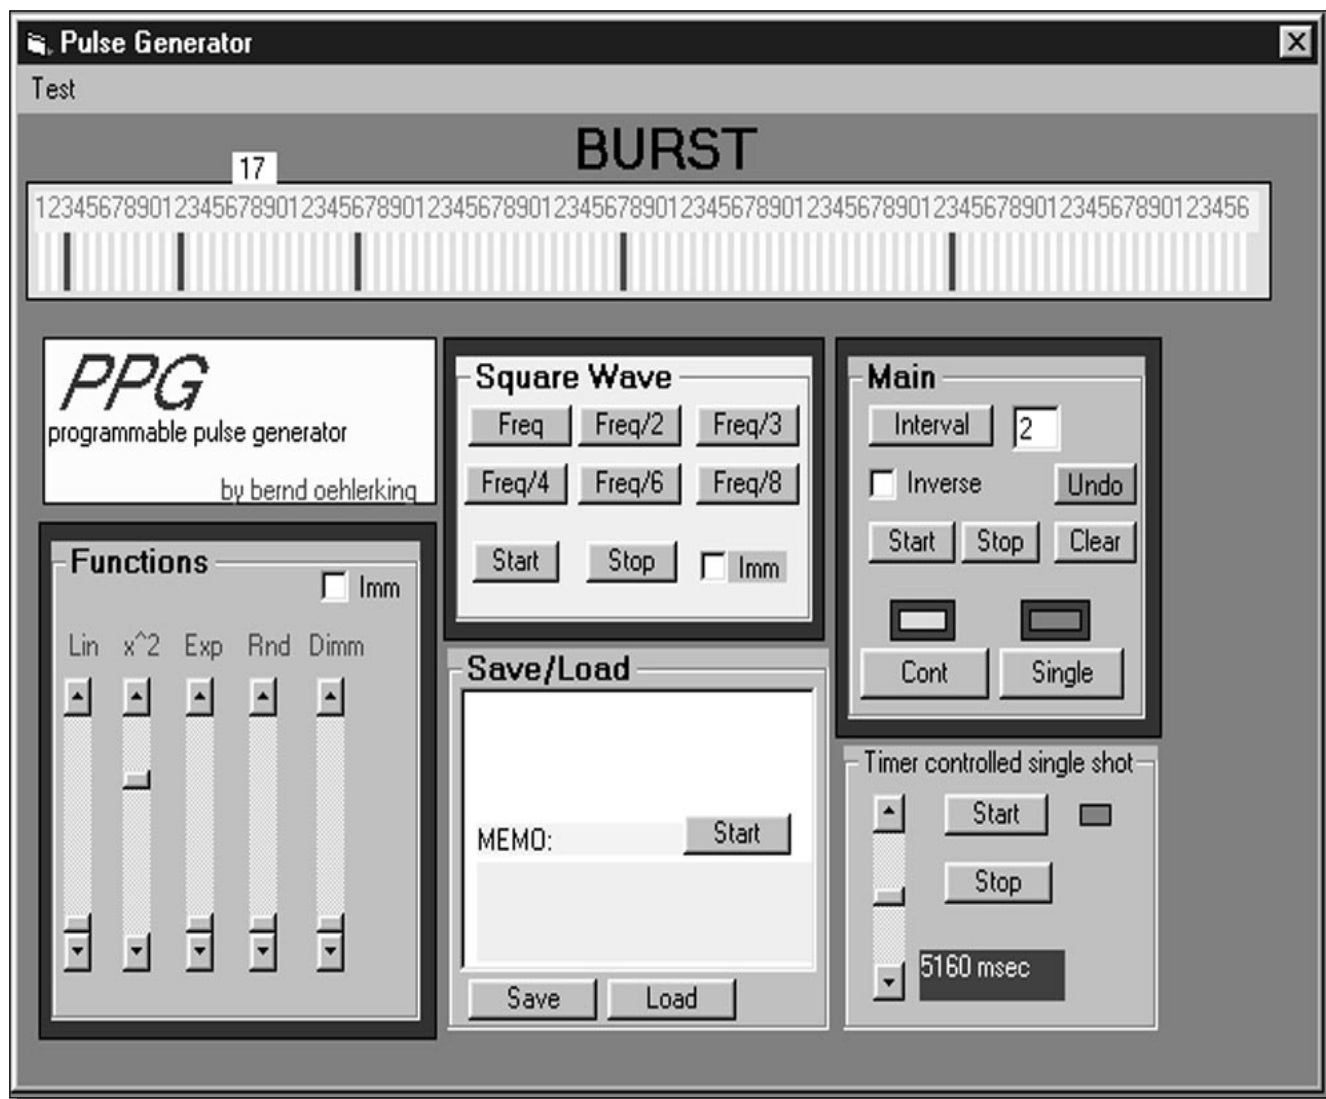 Pulse Generator
Test
BURST
17
123456789012345678901234567890123456789012345678901234567890123456789012345678901234567890123456
PPG
programmable pulse generator
by bernd oehlerking
Functions
Imm
Lin x^2 Exp Rnd Dimm
Square Wave
Freq Freq/2 Freq/3
Freq/4 Freq/6 Freq/8
Start Stop Imm
Save/Load
MEMO: Start
Save Load
Main
Interval 2
Inverse Undo
Start Stop Clear
Cont Single
Timer controlled single shot
Start
Stop
5160 msec